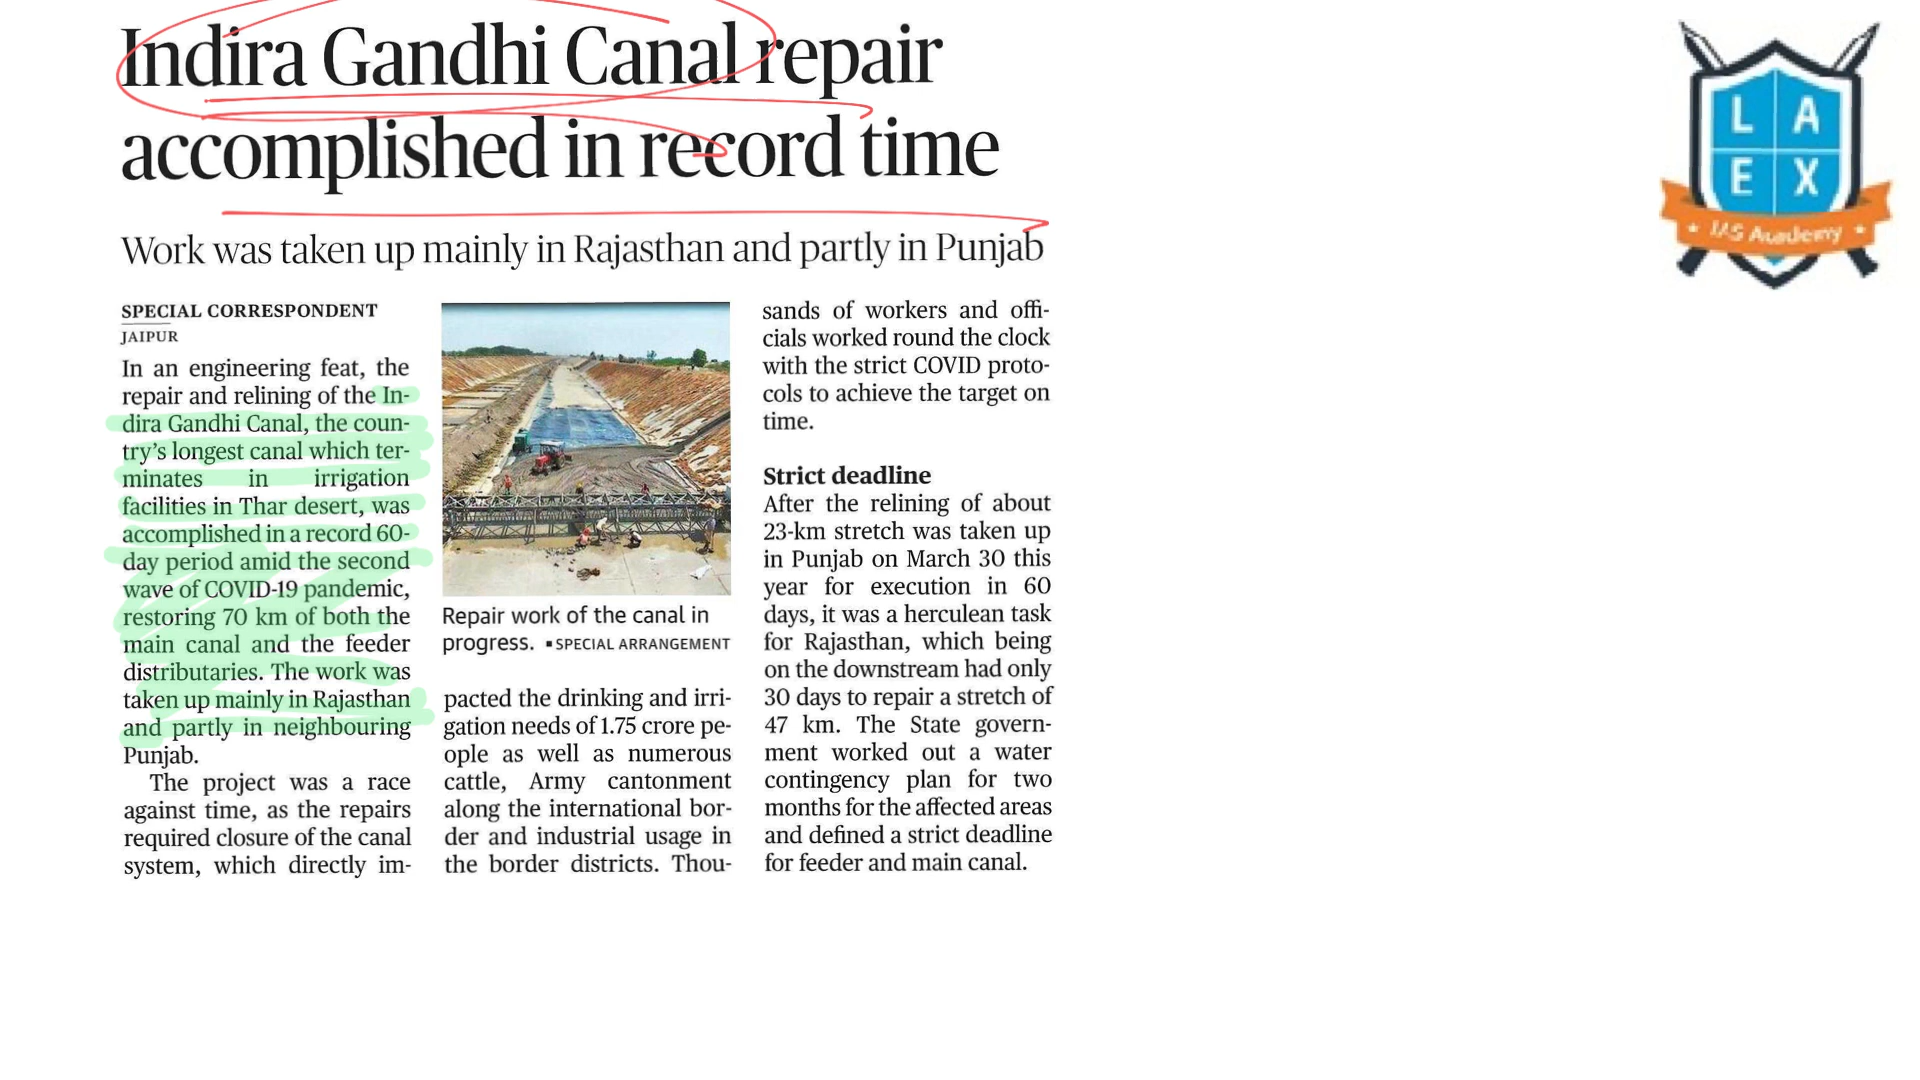 Indira Gandhi Canal repair
accomplished in record time
Work was taken up mainly in Rajasthan and partly in Punjab
SPECIAL CORRESPONDENT
JAIPUR
In an engineering feat, the
repair and relining of the In-
dira Gandhi Canal, the coun-
try's longest canal which ter-
minates in irrigation
facilities in Thar desert, was
accomplished in a record 60-
day period amid the second
wave of COVID-19 pandemic,
restoring 70 km of both the
main canal and the feeder
distributaries. The work was
taken up mainly in Rajasthan
and partly in neighbouring
Punjab.
The project was a race
against time, as the repairs
required closure of the canal
system, which directly im-
Repair work of the canal in
progress. ▪ SPECIAL ARRANGEMENT
pacted the drinking and irri-
gation needs of 1.75 crore pe-
ople as well as numerous
cattle, Army cantonment
along the international bor-
der and industrial usage in
the border districts. Thou-
sands of workers and offi-
cials worked round the clock
with the strict COVID proto-
cols to achieve the target on
time.
Strict deadline
After the relining of about
23-km stretch was taken up
in Punjab on March 30 this
year for execution in 60
days, it was a herculean task
for Rajasthan, which being
on the downstream had only
30 days to repair a stretch of
47 km. The State govern-
ment worked out a water
contingency plan for two
months for the affected areas
and defined a strict deadline
for feeder and main canal.
L A
E X
IAS Academy